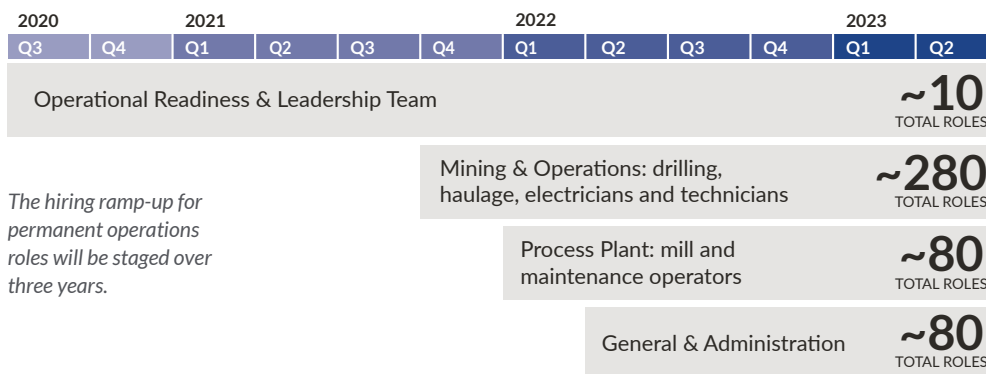 2020 2021 2022 2023
Q3 Q4 Q1 Q2 Q3 Q4 Q1 Q2 Q3 Q4 Q1 Q2
Operational Readiness & Leadership Team
~10
TOTAL ROLES
Mining & Operations: drilling,
haulage, electricians and technicians
~280
TOTAL ROLES
The hiring ramp-up for
permanent operations
roles will be staged over
three years.
Process Plant: mill and
maintenance operators
~80
TOTAL ROLES
General & Administration
~80
TOTAL ROLES